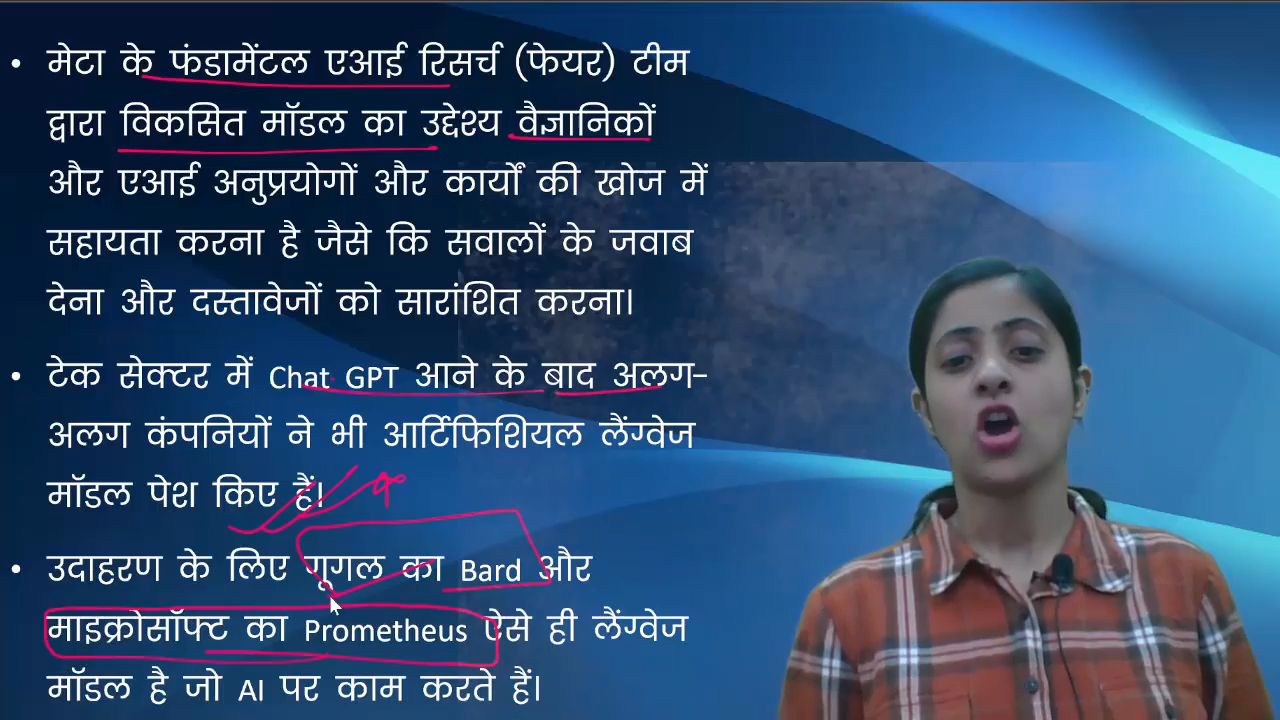 • मेटा के फंडामेंटल एआई रिसर्च (फेयर) टीम
द्वारा विकसित मॉडल का उद्देश्य वैज्ञानिकों
और एआई अनुप्रयोगों और कार्यों की खोज में
सहायता करना है जैसे कि सवालों के जवाब
देना और दस्तावेजों को सारांशित करना।
• टेक सेक्टर में Chat GPT आने के बाद अलग-
अलग कंपनियों ने भी आर्टिफिशियल लैंग्वेज
मॉडल पेश किए हैं।
• उदाहरण के लिए गूगल का Bard और
माइक्रोसॉफ्ट का Prometheus ऐसे ही लैंग्वेज
मॉडल है जो AI पर काम करते हैं।